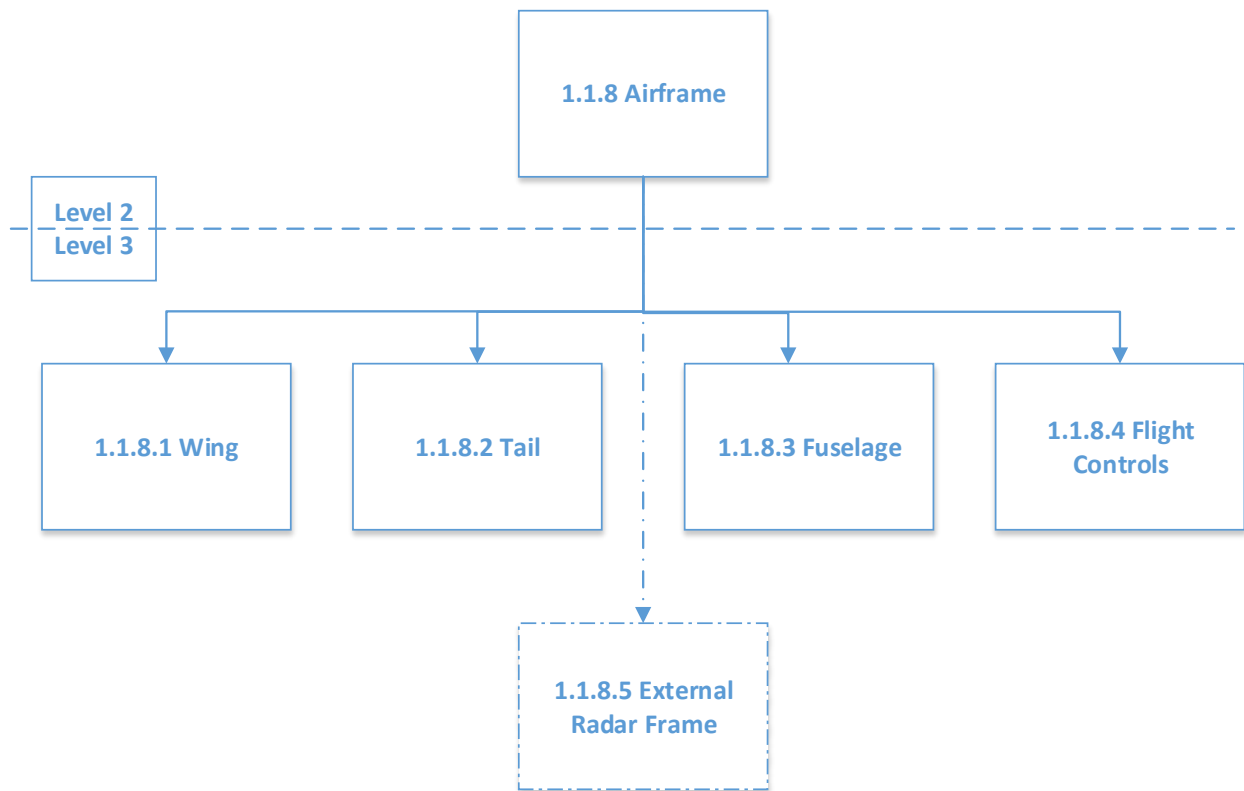 1.1.8 Airframe
Level 2
Level 3
1.1.8.1 Wing
1.1.8.2 Tail
1.1.8.3 Fuselage
1.1.8.4 Flight
Controls
1.1.8.5 External
Radar Frame